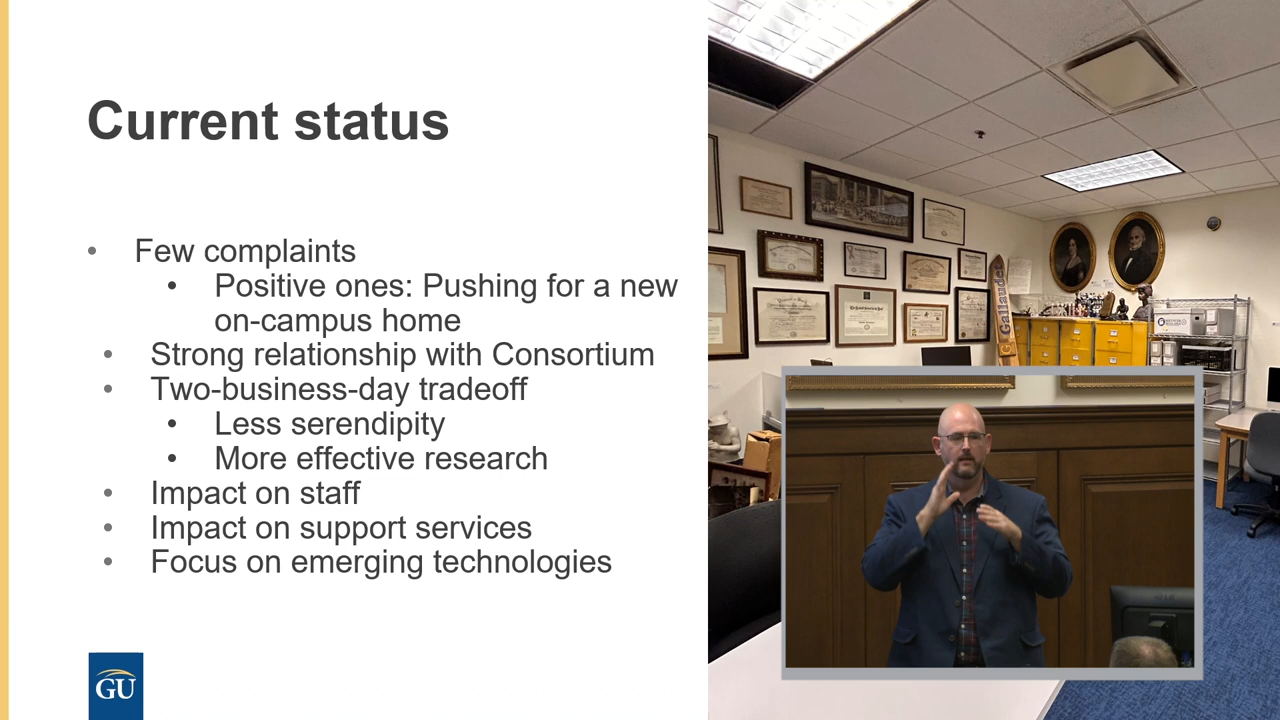 Current status
• Few complaints
• Positive ones: Pushing for a new
on-campus home
• Strong relationship with Consortium
• Two-business-day tradeoff
• Less serendipity
• More effective research
• Impact on staff
• Impact on support services
• Focus on emerging technologies
GU
Gallaudet
LG